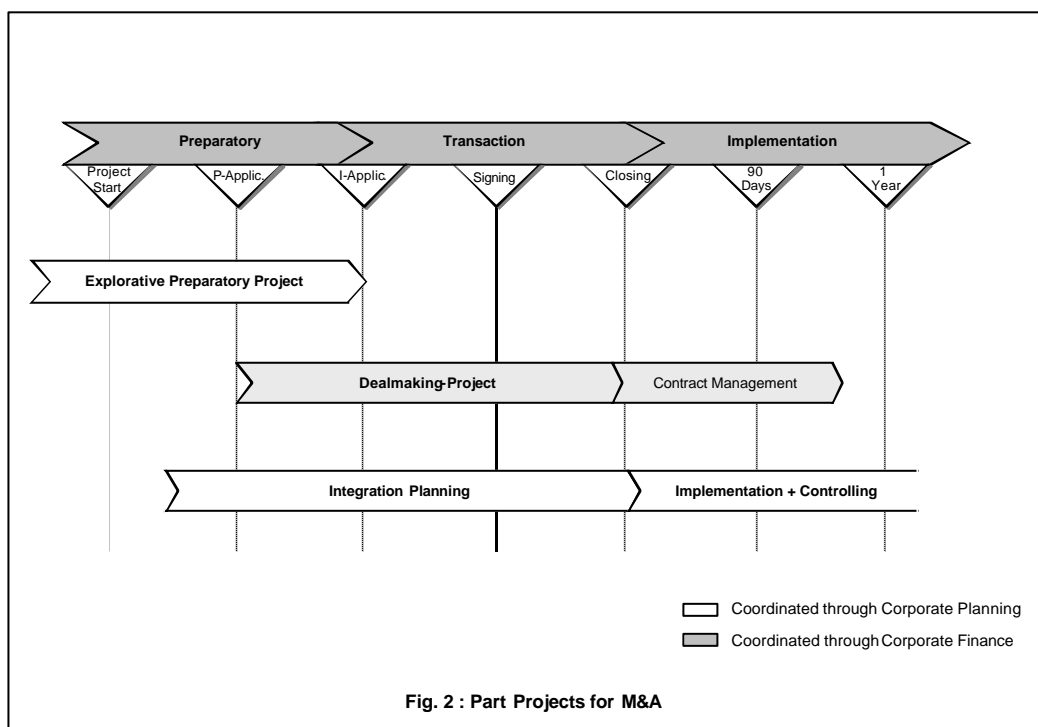 Preparatory Transaction Implementation
Project
Start
P-Applic.
I-Applic.
Signing
Closing
90
Days
1
Year
Explorative Preparatory Project
Dealmaking-Project Contract Management
Integration Planning Implementation + Controlling
Coordinated through Corporate Planning
Coordinated through Corporate Finance
Fig. 2 : Part Projects for M&A